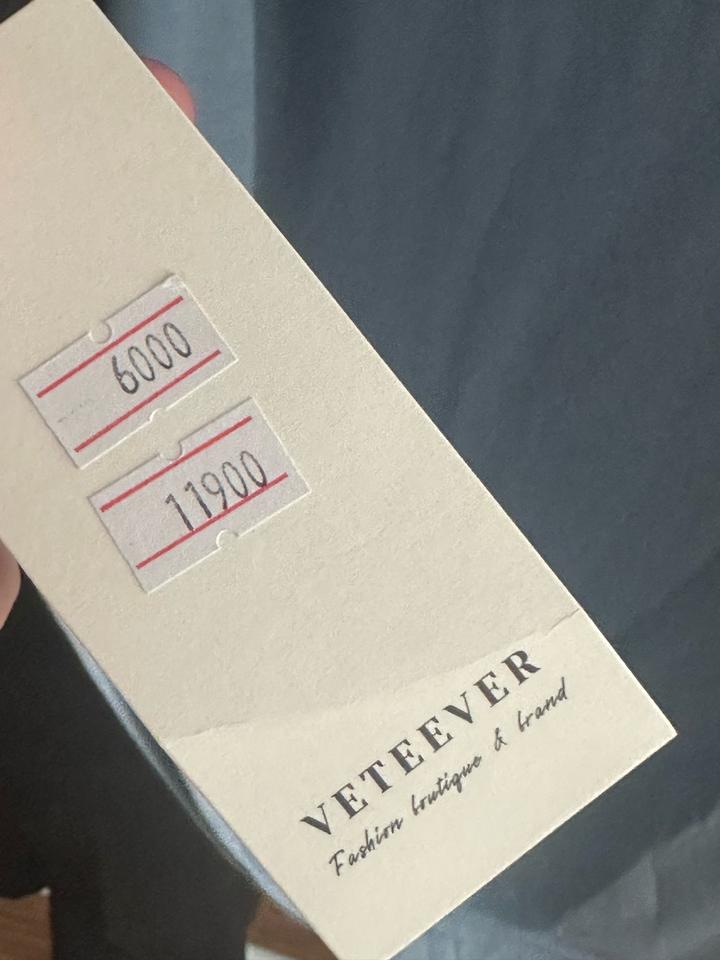 6000
11900
VETEEVER
Fashion boutique & brand